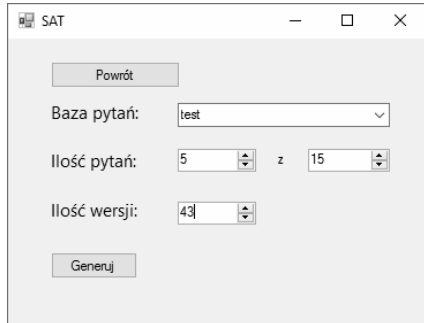 SAT
Powrót
Baza pytań: test
Ilość pytań: 5 z 15
Ilość wersji: 43
Generuj